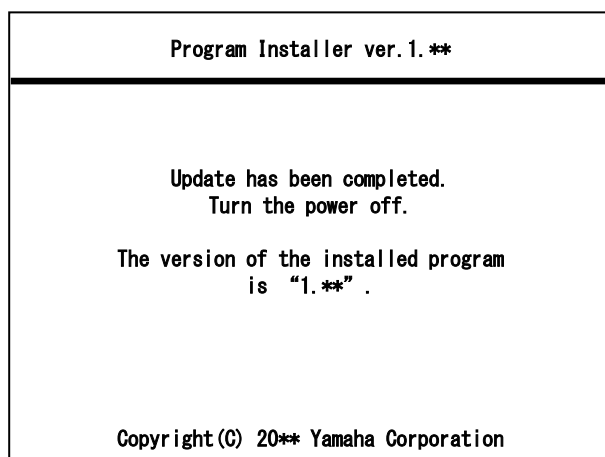 Program Installer ver.1.**
Update has been completed.
Turn the power off.
The version of the installed program
is “1.**”.
Copyright(C) 20** Yamaha Corporation